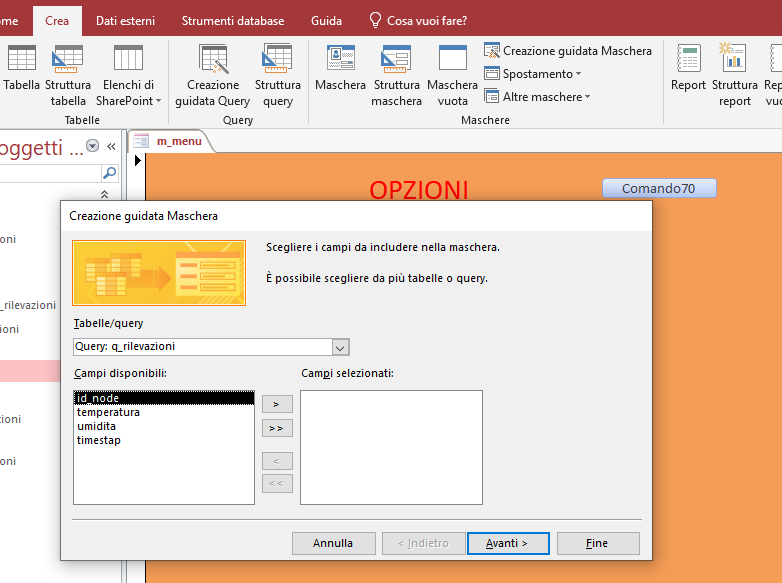 ome Crea Dati esterni Strumenti database Guida Cosa vuoi fare?
Tabella
Struttura
tabella
Elenchi di
SharePoint
Tabelle
Creazione
guidata Query
Struttura
query
Query
Maschera
Struttura
maschera
Maschera
vuota
Creazione guidata Maschera
Spostamento
Altre maschere
Maschere
Report
Struttura
report
Rep
vuo
oggetti ... «
m_menu
OPZIONI
Comando70
oni
_rilevazioni
ioni
zioni
oni
Creazione guidata Maschera
Scegliere i campi da includere nella maschera.
È possibile scegliere da più tabelle o query.
Tabelle/query
Query: q_rilevazioni
Campi disponibili:
Campi selezionati:
id_node
temperatura
umidita
timestap
>
>>
<
<<
Annulla
< Indietro
Avanti >
Fine